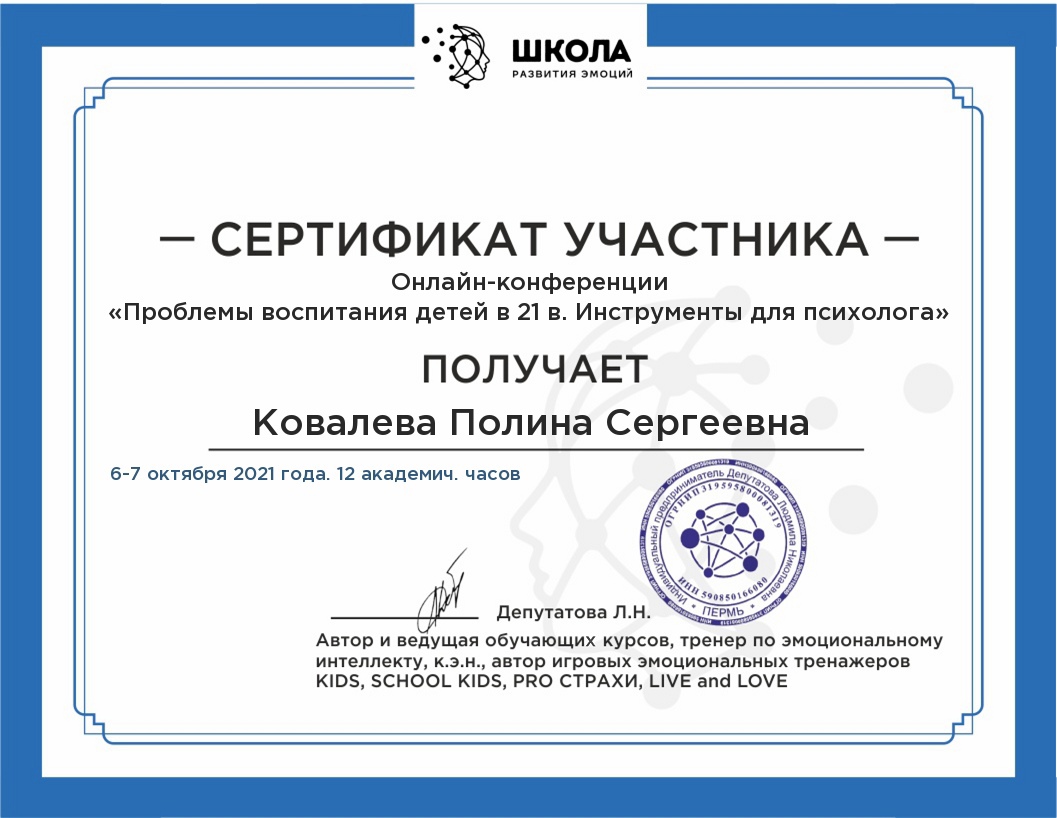 ШКОЛА
РАЗВИТИЯ ЭМОЦИЙ
— СЕРТИФИКАТ УЧАСТНИКА —
Онлайн-конференции
«Проблемы воспитания детей в 21 в. Инструменты для психолога»
ПОЛУЧАЕТ
Ковалева Полина Сергеевна
6-7 октября 2021 года. 12 академич. часов
Индивидуальный предприниматель Депутатова Людмила Николаевна
ОГРНИП 319595800081319
ИНН 590850166080
* ПЕРМЬ *
Депутатова Л.Н.
Автор и ведущая обучающих курсов, тренер по эмоциональному
интеллекту, к.э.н., автор игровых эмоциональных тренажеров
KIDS, SCHOOL KIDS, PRO СТРАХИ, LIVE and LOVE